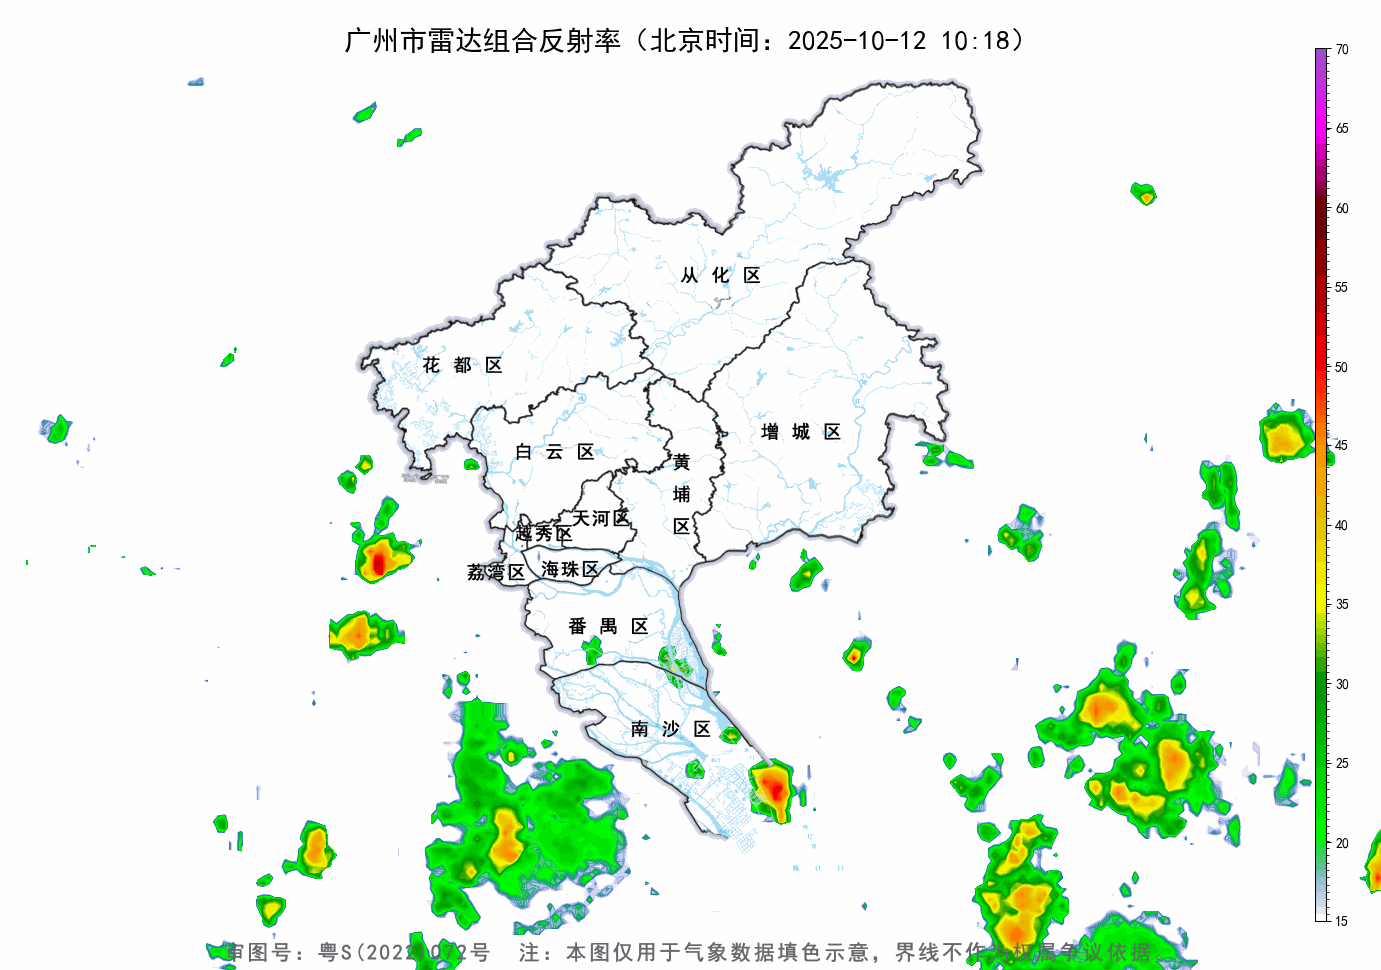 广州市雷达组合反射率（北京时间：2025-10-12 10:18）
70
65
60
55
50
45
40
35
30
25
20
15
从化区
花都区
增城区
白云区
黄埔区
天河区
越秀区
海珠区
荔湾区
番禺区
南沙区
审图号：粤S(2022)072号 注：本图仅用于气象数据填色示意，界线不作为权属争议依据。